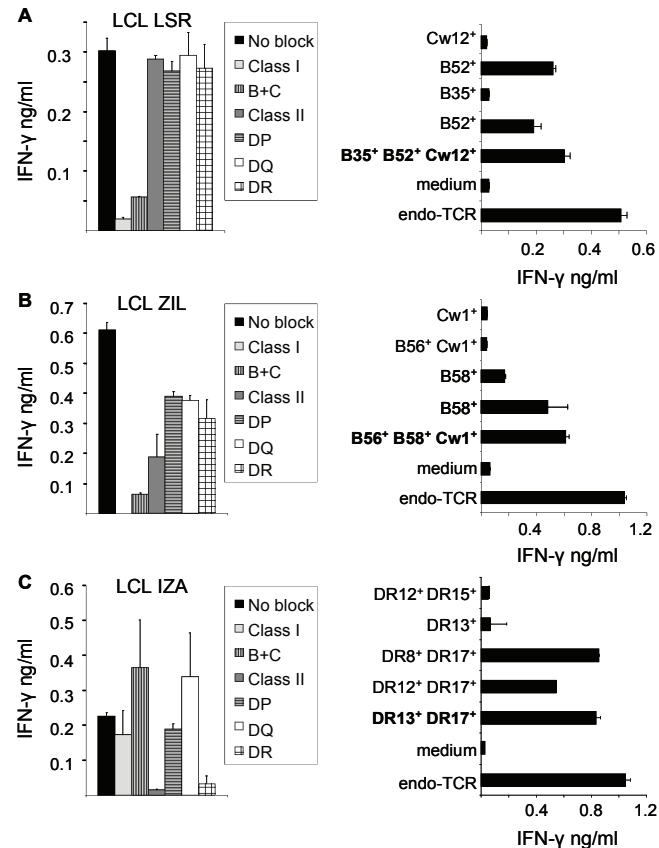 A
LCL LSR
IFN-γ ng/ml
0.3
0.2
0.1
No block
Class I
B+C
Class II
DP
DQ
DR
Cw12⁺
B52⁺
B35⁺
B52⁺
B35⁺ B52⁺ Cw12⁺
medium
endo-TCR
0.2 0.4 0.6
IFN-γ ng/ml
B
LCL ZIL
IFN-γ ng/ml
0.7
0.6
0.5
0.4
0.3
0.2
0.1
No block
Class I
B+C
Class II
DP
DQ
DR
Cw1⁺
B56⁺ Cw1⁺
B58⁺
B58⁺
B56⁺ B58⁺ Cw1⁺
medium
endo-TCR
0.4 0.8 1.2
IFN-γ ng/ml
C
LCL IZA
IFN-γ ng/ml
0.6
0.5
0.4
0.3
0.2
0.1
No block
Class I
B+C
Class II
DP
DQ
DR
DR12⁺ DR15⁺
DR13⁺
DR8⁺ DR17⁺
DR12⁺ DR17⁺
DR13⁺ DR17⁺
medium
endo-TCR
0.4 0.8 1.2
IFN-γ ng/ml